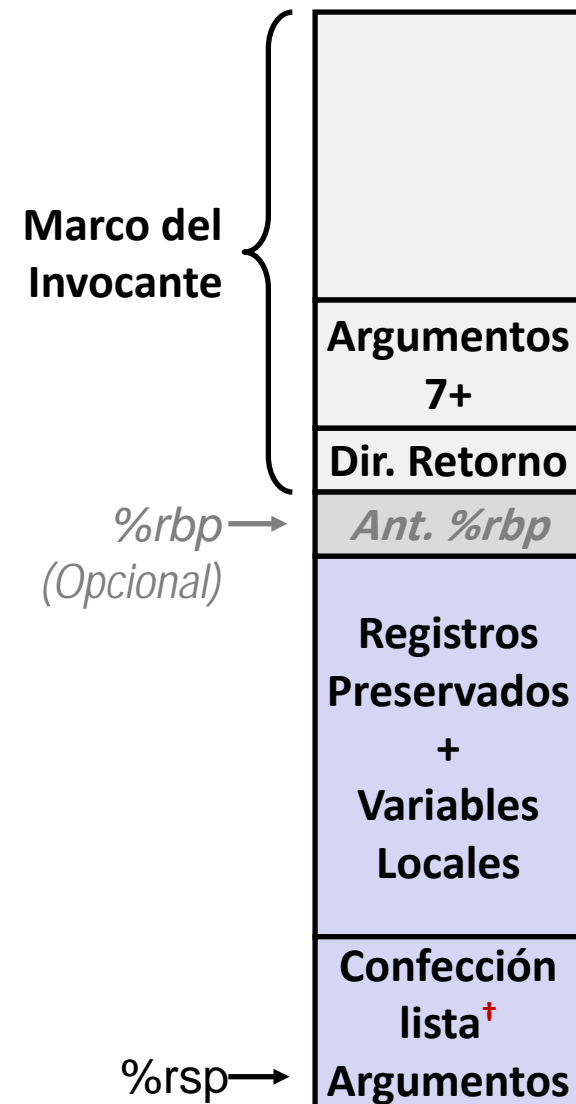 Marco del
Invocante
Argumentos
7+
Dir. Retorno
%rbp
(Opcional)
Ant. %rbp
Registros
Preservados
+
Variables
Locales
Confección
lista†
Argumentos
%rsp